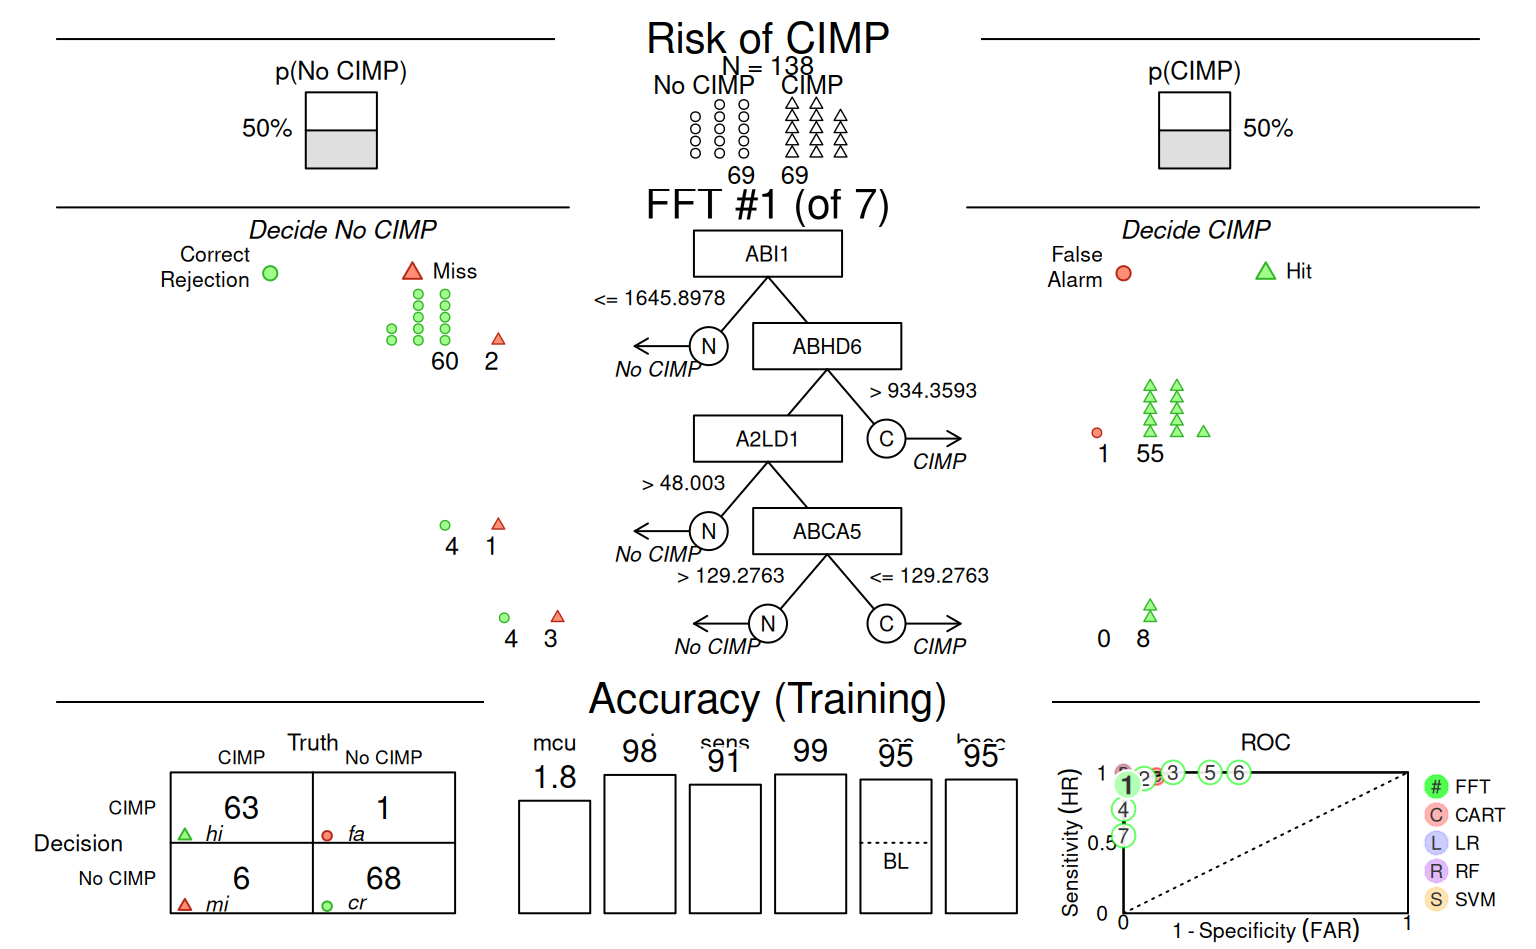 Risk of CIMP
N = 138
p(No CIMP)
No CIMP
CIMP
p(CIMP)
50%
50%
69
69
FFT #1 (of 7)
Decide No CIMP
Decide CIMP
Correct
Rejection
Miss
False
Alarm
Hit
ABI1
<= 1645.8978
N
No CIMP
60
2
ABHD6
> 934.3593
C
CIMP
1
55
A2LD1
> 48.003
N
No CIMP
4
1
ABCA5
> 129.2763
<= 129.2763
N
No CIMP
C
CIMP
4
3
0
8
Accuracy (Training)
Truth
CIMP
No CIMP
Decision
CIMP
63
hi
1
fa
No CIMP
6
mi
68
cr
mcu
1.8
98
sens
91
99
95
BL
95
ROC
Sensitivity (HR)
1
0.5
0
0
1
1 - Specificity (FAR)
1
2
3
5
6
4
7
# FFT
C CART
L LR
R RF
S SVM